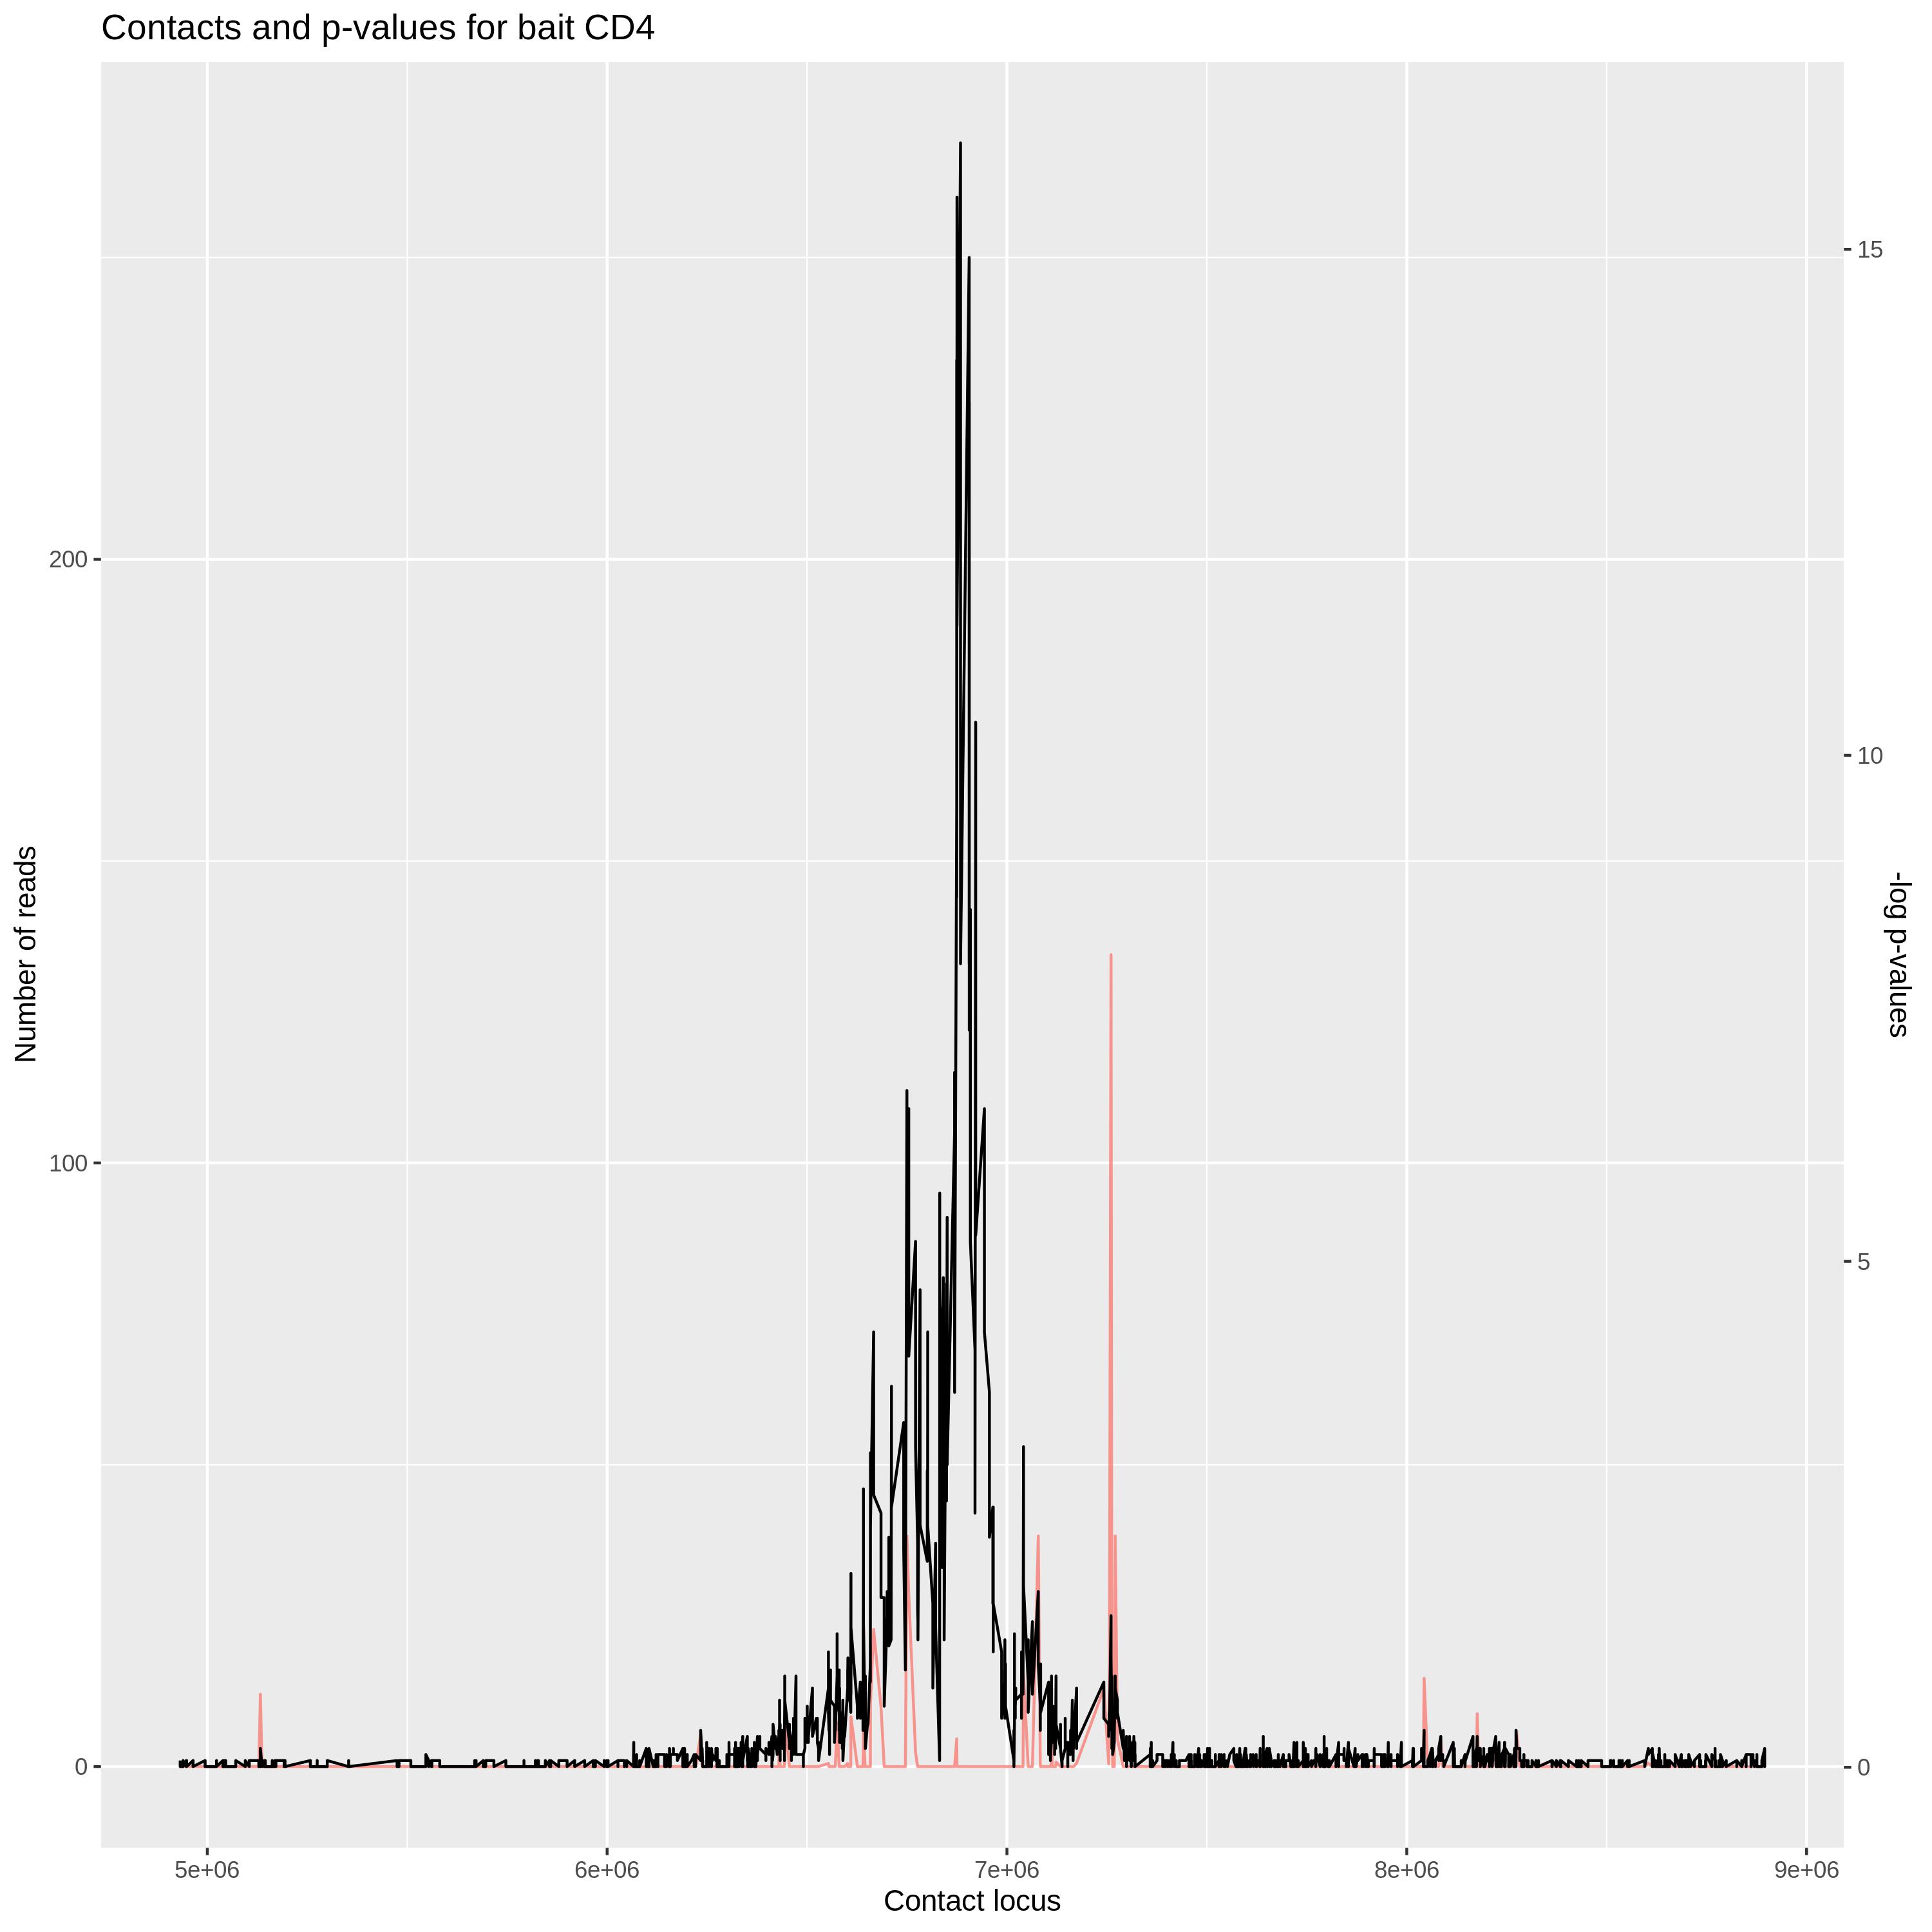 Contacts and p-values for bait CD4
Number of reads
200
100
0
15
10
5
0
-log p-values
5e+06
6e+06
7e+06
8e+06
9e+06
Contact locus